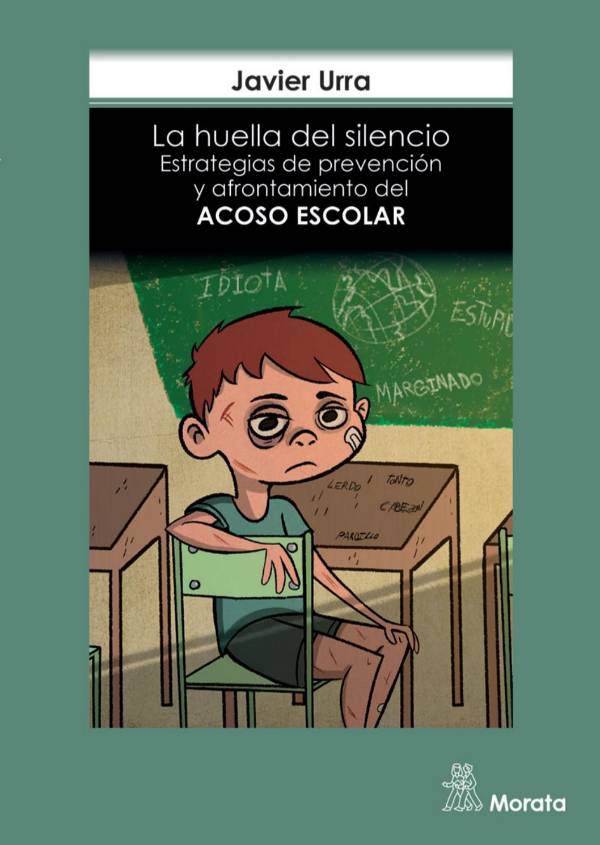 Javier Urra
La huella del silencio
Estrategias de prevención
y afrontamiento del
ACOSO ESCOLAR
IDIOTA
ESTUPID
MARGINADO
LERDO TONTO
CABEZÓN
PARDILLO
Morata